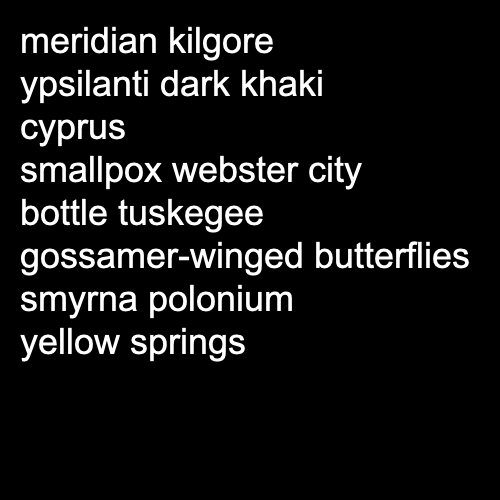 meridian kilgore
ypsilanti dark khaki
cyprus
smallpox webster city
bottle tuskegee
gossamer-winged butterflies
smyrna polonium
yellow springs